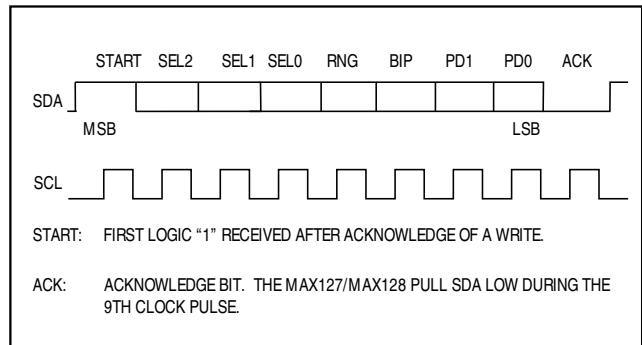 START SEL2 SEL1 SEL0 RNG BIP PD1 PD0 ACK
SDA
MSB LSB
SCL
START: FIRST LOGIC “1” RECEIVED AFTER ACKNOWLEDGE OF A WRITE.
ACK: ACKNOWLEDGE BIT. THE MAX127/MAX128 PULL SDA LOW DURING THE
9TH CLOCK PULSE.